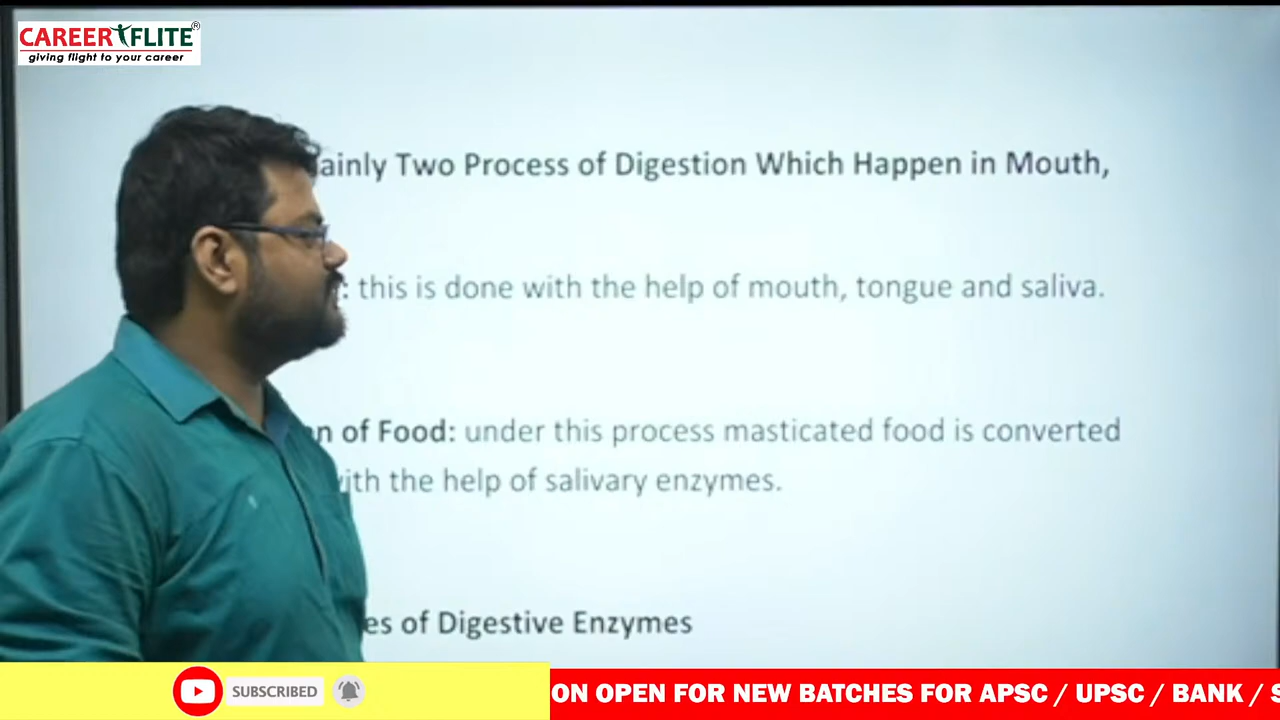 CAREER FLITE®
giving flight to your career
ainly Two Process of Digestion Which Happen in Mouth,
: this is done with the help of mouth, tongue and saliva.
n of Food: under this process masticated food is converted
with the help of salivary enzymes.
es of Digestive Enzymes
SUBSCRIBED
ON OPEN FOR NEW BATCHES FOR APSC / UPSC / BANK / S